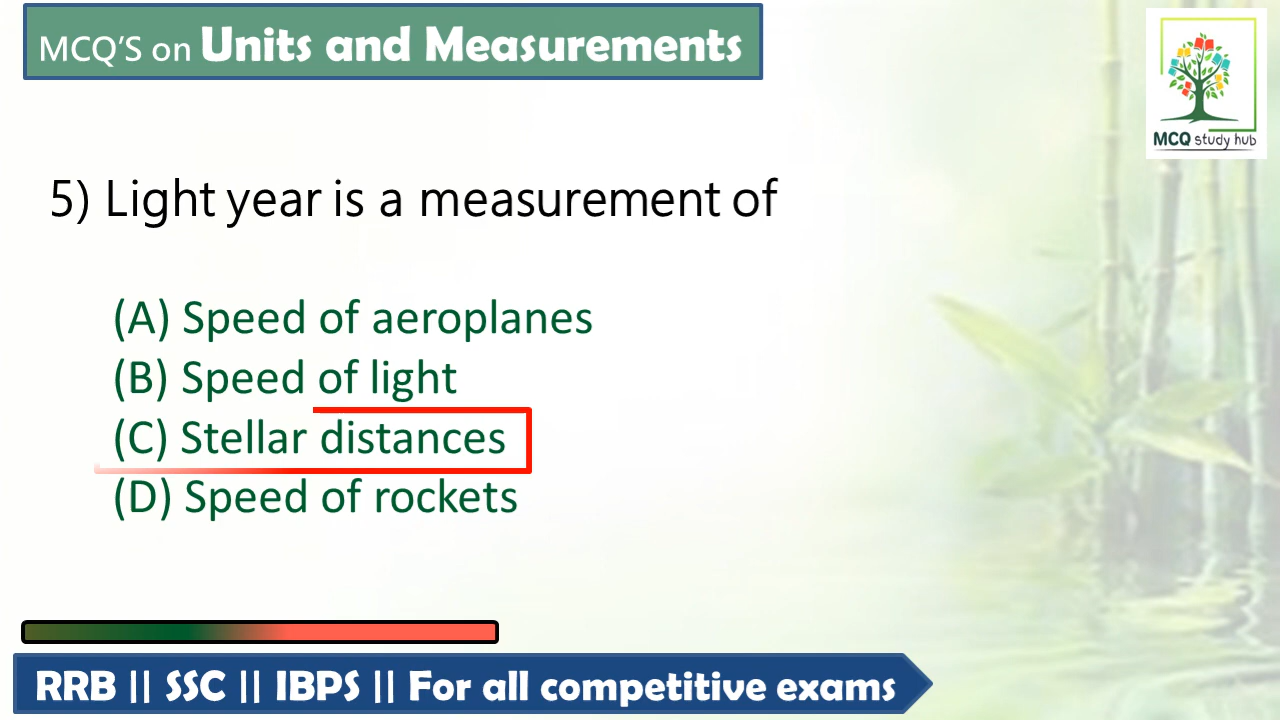 MCQ'S on Units and Measurements
MCQ study hub
5) Light year is a measurement of
(A) Speed of aeroplanes
(B) Speed of light
(C) Stellar distances
(D) Speed of rockets
RRB || SSC || IBPS || For all competitive exams